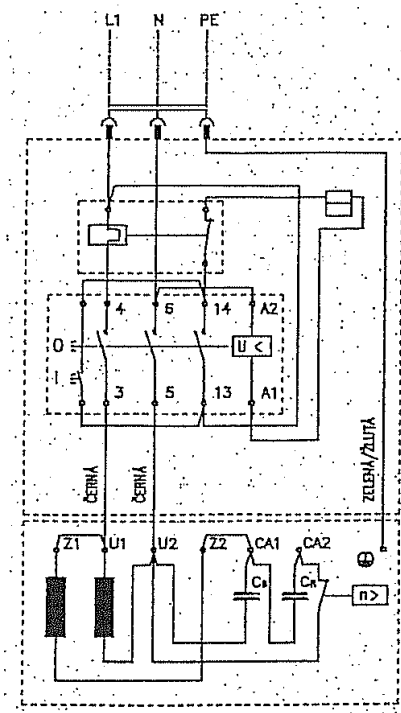 L1 N PE
4 6 14 A2
0
U <
I
3 5 13 A1
ČERNÁ
ČERNÁ
ZELENÁ/ŽLUTÁ
Z1 U1 U2 Z2 CA1 CA2
n>